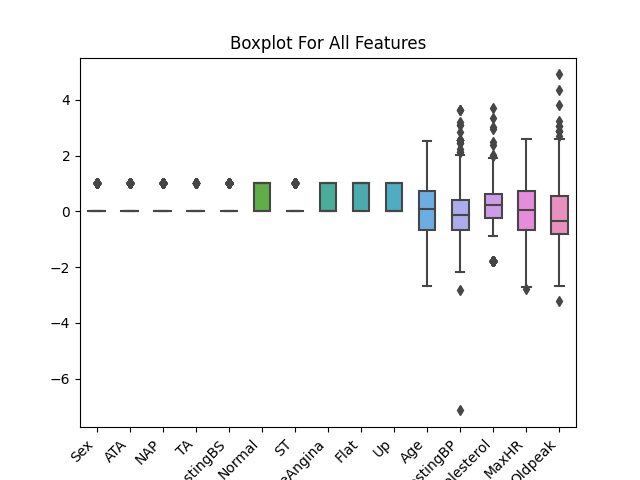 Boxplot For All Features
4
2
0
−2
−4
−6
Sex
ATA
NAP
TA
stingBS
Normal
ST
eAngina
Flat
Up
Age
stingBP
olesterol
MaxHR
Oldpeak